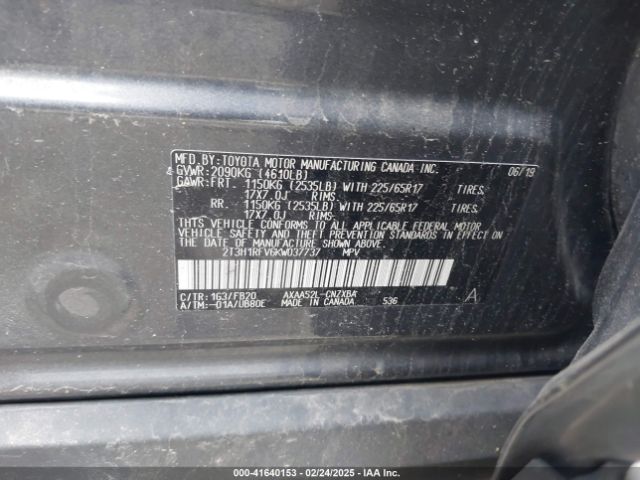 MFD.BY:TOYOTA MOTOR MANUFACTURING CANADA INC. 06/19
GVWR:2090KG (4610LB)
GAWR:FRT. 1150KG (2535LB) WITH 225/65R17 TIRES,
17X7.0J RIMS-
RR. 1150KG (2535LB) WITH 225/65R17 TIRES,
17X7.0J RIMS-
THIS VEHICLE CONFORMS TO ALL APPLICABLE FEDERAL MOTOR
VEHICLE SAFETY AND THEFT PREVENTION STANDARDS IN EFFECT ON
THE DATE OF MANUFACTURE SHOWN ABOVE.
2T3H1RFV6KW037737 MPV
C/TR:1G3/FB20 AXAA52L-CNZXBA 536 A
A/TM:-01A/UB80E MADE IN CANADA
000-41640153 — 02/24/2025 — IAA Inc.